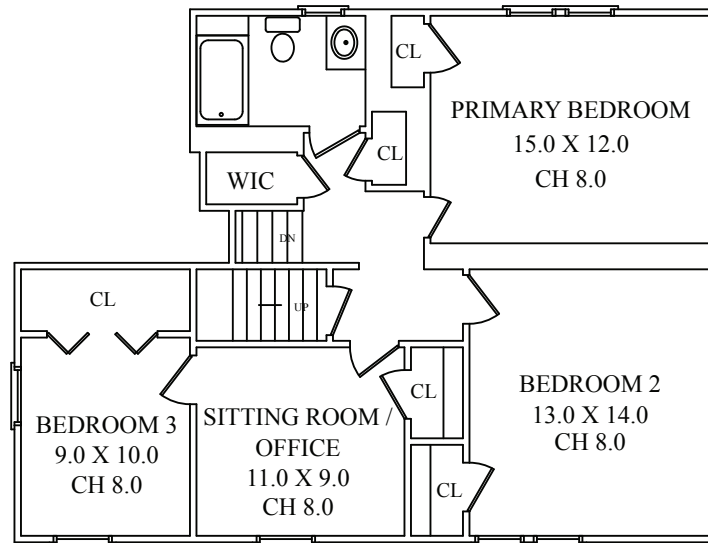 CL
PRIMARY BEDROOM
15.0 X 12.0
CH 8.0
CL
WIC
DN
CL
UP
BEDROOM 3
9.0 X 10.0
CH 8.0
SITTING ROOM /
OFFICE
11.0 X 9.0
CH 8.0
CL
BEDROOM 2
13.0 X 14.0
CH 8.0
CL